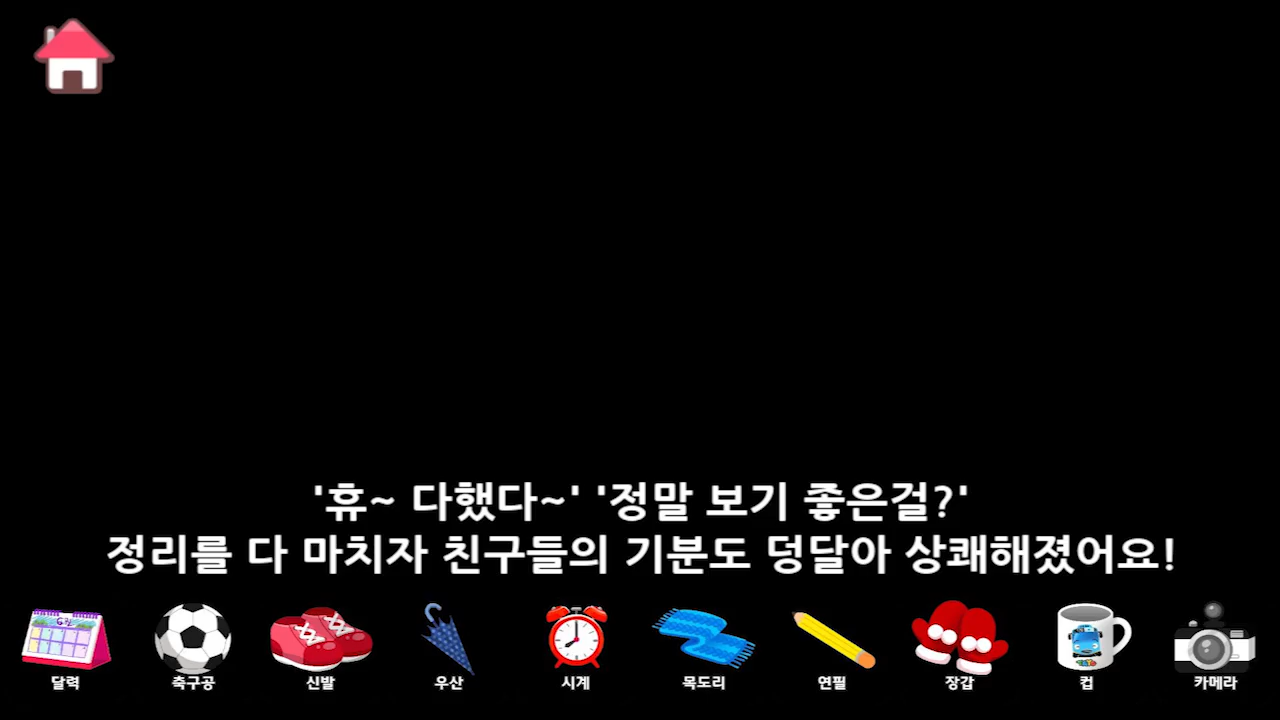 '휴~ 다했다~' '정말 보기 좋은걸?'
정리를 다 마치자 친구들의 기분도 덩달아 상쾌해졌어요!
6월
달력 축구공 신발 우산 시계 목도리 연필 장갑 컵 카메라